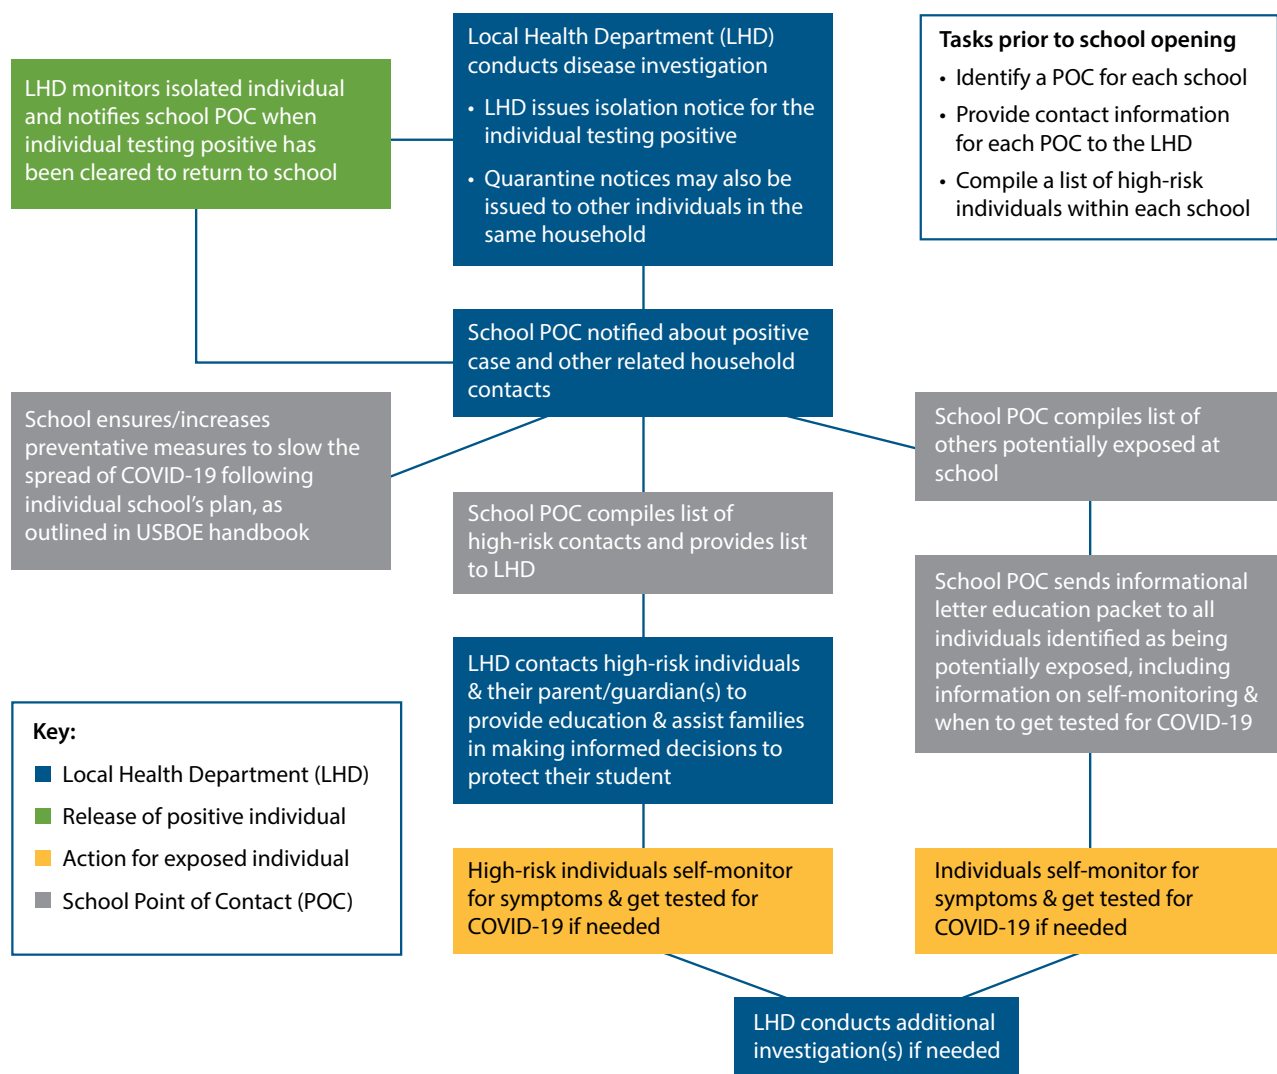 Local Health Department (LHD)
conducts disease investigation
• LHD issues isolation notice for the
individual testing positive
• Quarantine notices may also be
issued to other individuals in the
same household
Tasks prior to school opening
• Identify a POC for each school
• Provide contact information
for each POC to the LHD
• Compile a list of high-risk
individuals within each school
LHD monitors isolated individual
and notifies school POC when
individual testing positive has
been cleared to return to school
School POC notified about positive
case and other related household
contacts
School ensures/increases
preventative measures to slow the
spread of COVID-19 following
individual school’s plan, as
outlined in USBOE handbook
School POC compiles list of
high-risk contacts and provides list
to LHD
School POC compiles list of
others potentially exposed at
school
School POC sends informational
letter education packet to all
individuals identified as being
potentially exposed, including
information on self-monitoring &
when to get tested for COVID-19
LHD contacts high-risk individuals
& their parent/guardian(s) to
provide education & assist families
in making informed decisions to
protect their student
Key:
Local Health Department (LHD)
Release of positive individual
Action for exposed individual
School Point of Contact (POC)
High-risk individuals self-monitor
for symptoms & get tested for
COVID-19 if needed
Individuals self-monitor for
symptoms & get tested for
COVID-19 if needed
LHD conducts additional
investigation(s) if needed